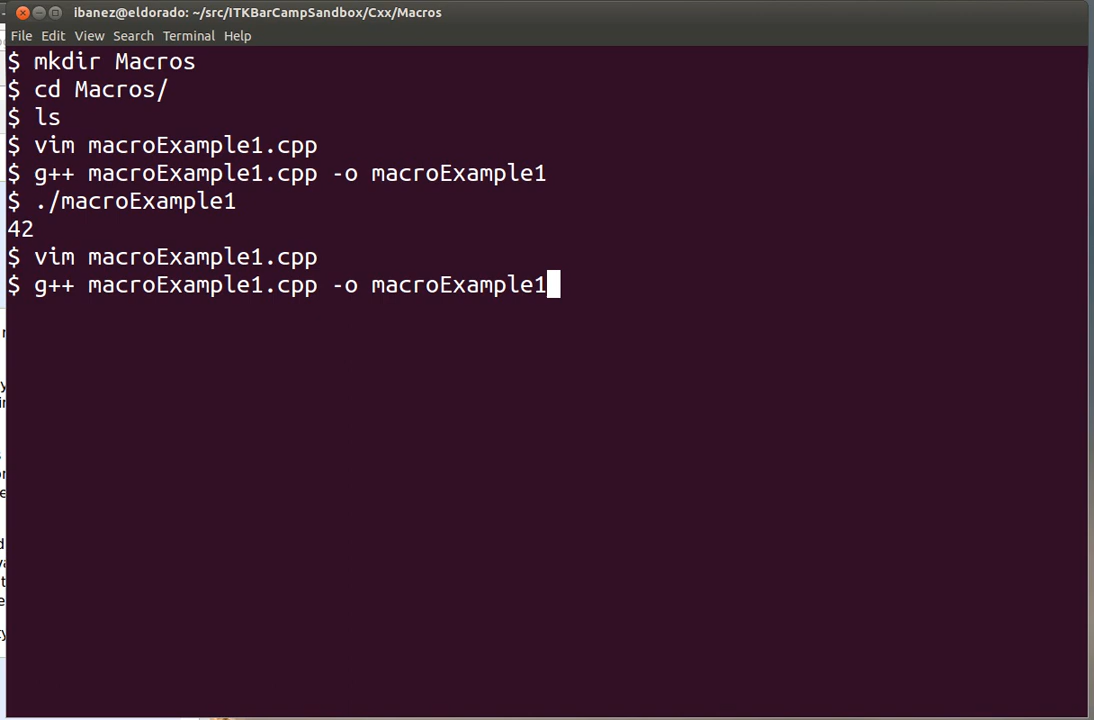 ibanez@eldorado: ~/src/ITKBarCampSandbox/Cxx/Macros
File Edit View Search Terminal Help
$ mkdir Macros
$ cd Macros/
$ ls
$ vim macroExample1.cpp
$ g++ macroExample1.cpp -o macroExample1
$ ./macroExample1
42
$ vim macroExample1.cpp
$ g++ macroExample1.cpp -o macroExample1